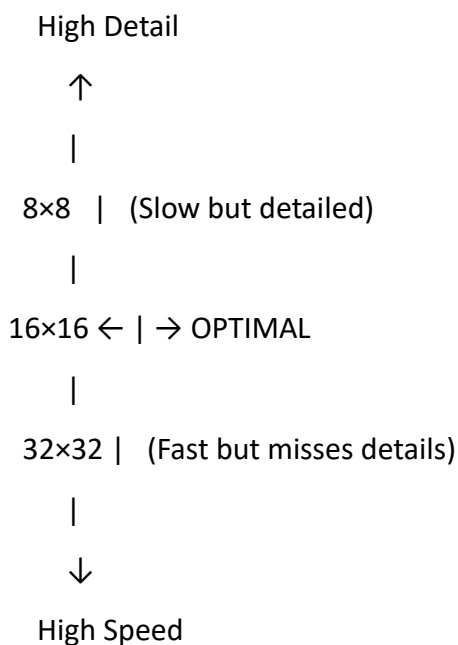 High Detail
↑
|
8×8 | (Slow but detailed)
|
16×16 ← | → OPTIMAL
|
32×32 | (Fast but misses details)
|
↓
High Speed